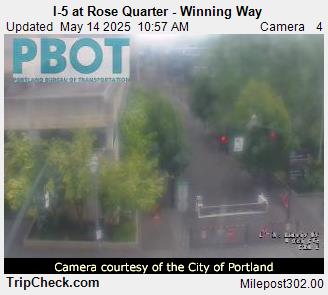 I-5 at Rose Quarter - Winning Way
Updated May 14 2025 10:57 AM Camera 4
PBOT
PORTLAND BUREAU OF TRANSPORTATION
Camera courtesy of the City of Portland
TripCheck.com Milepost302.00